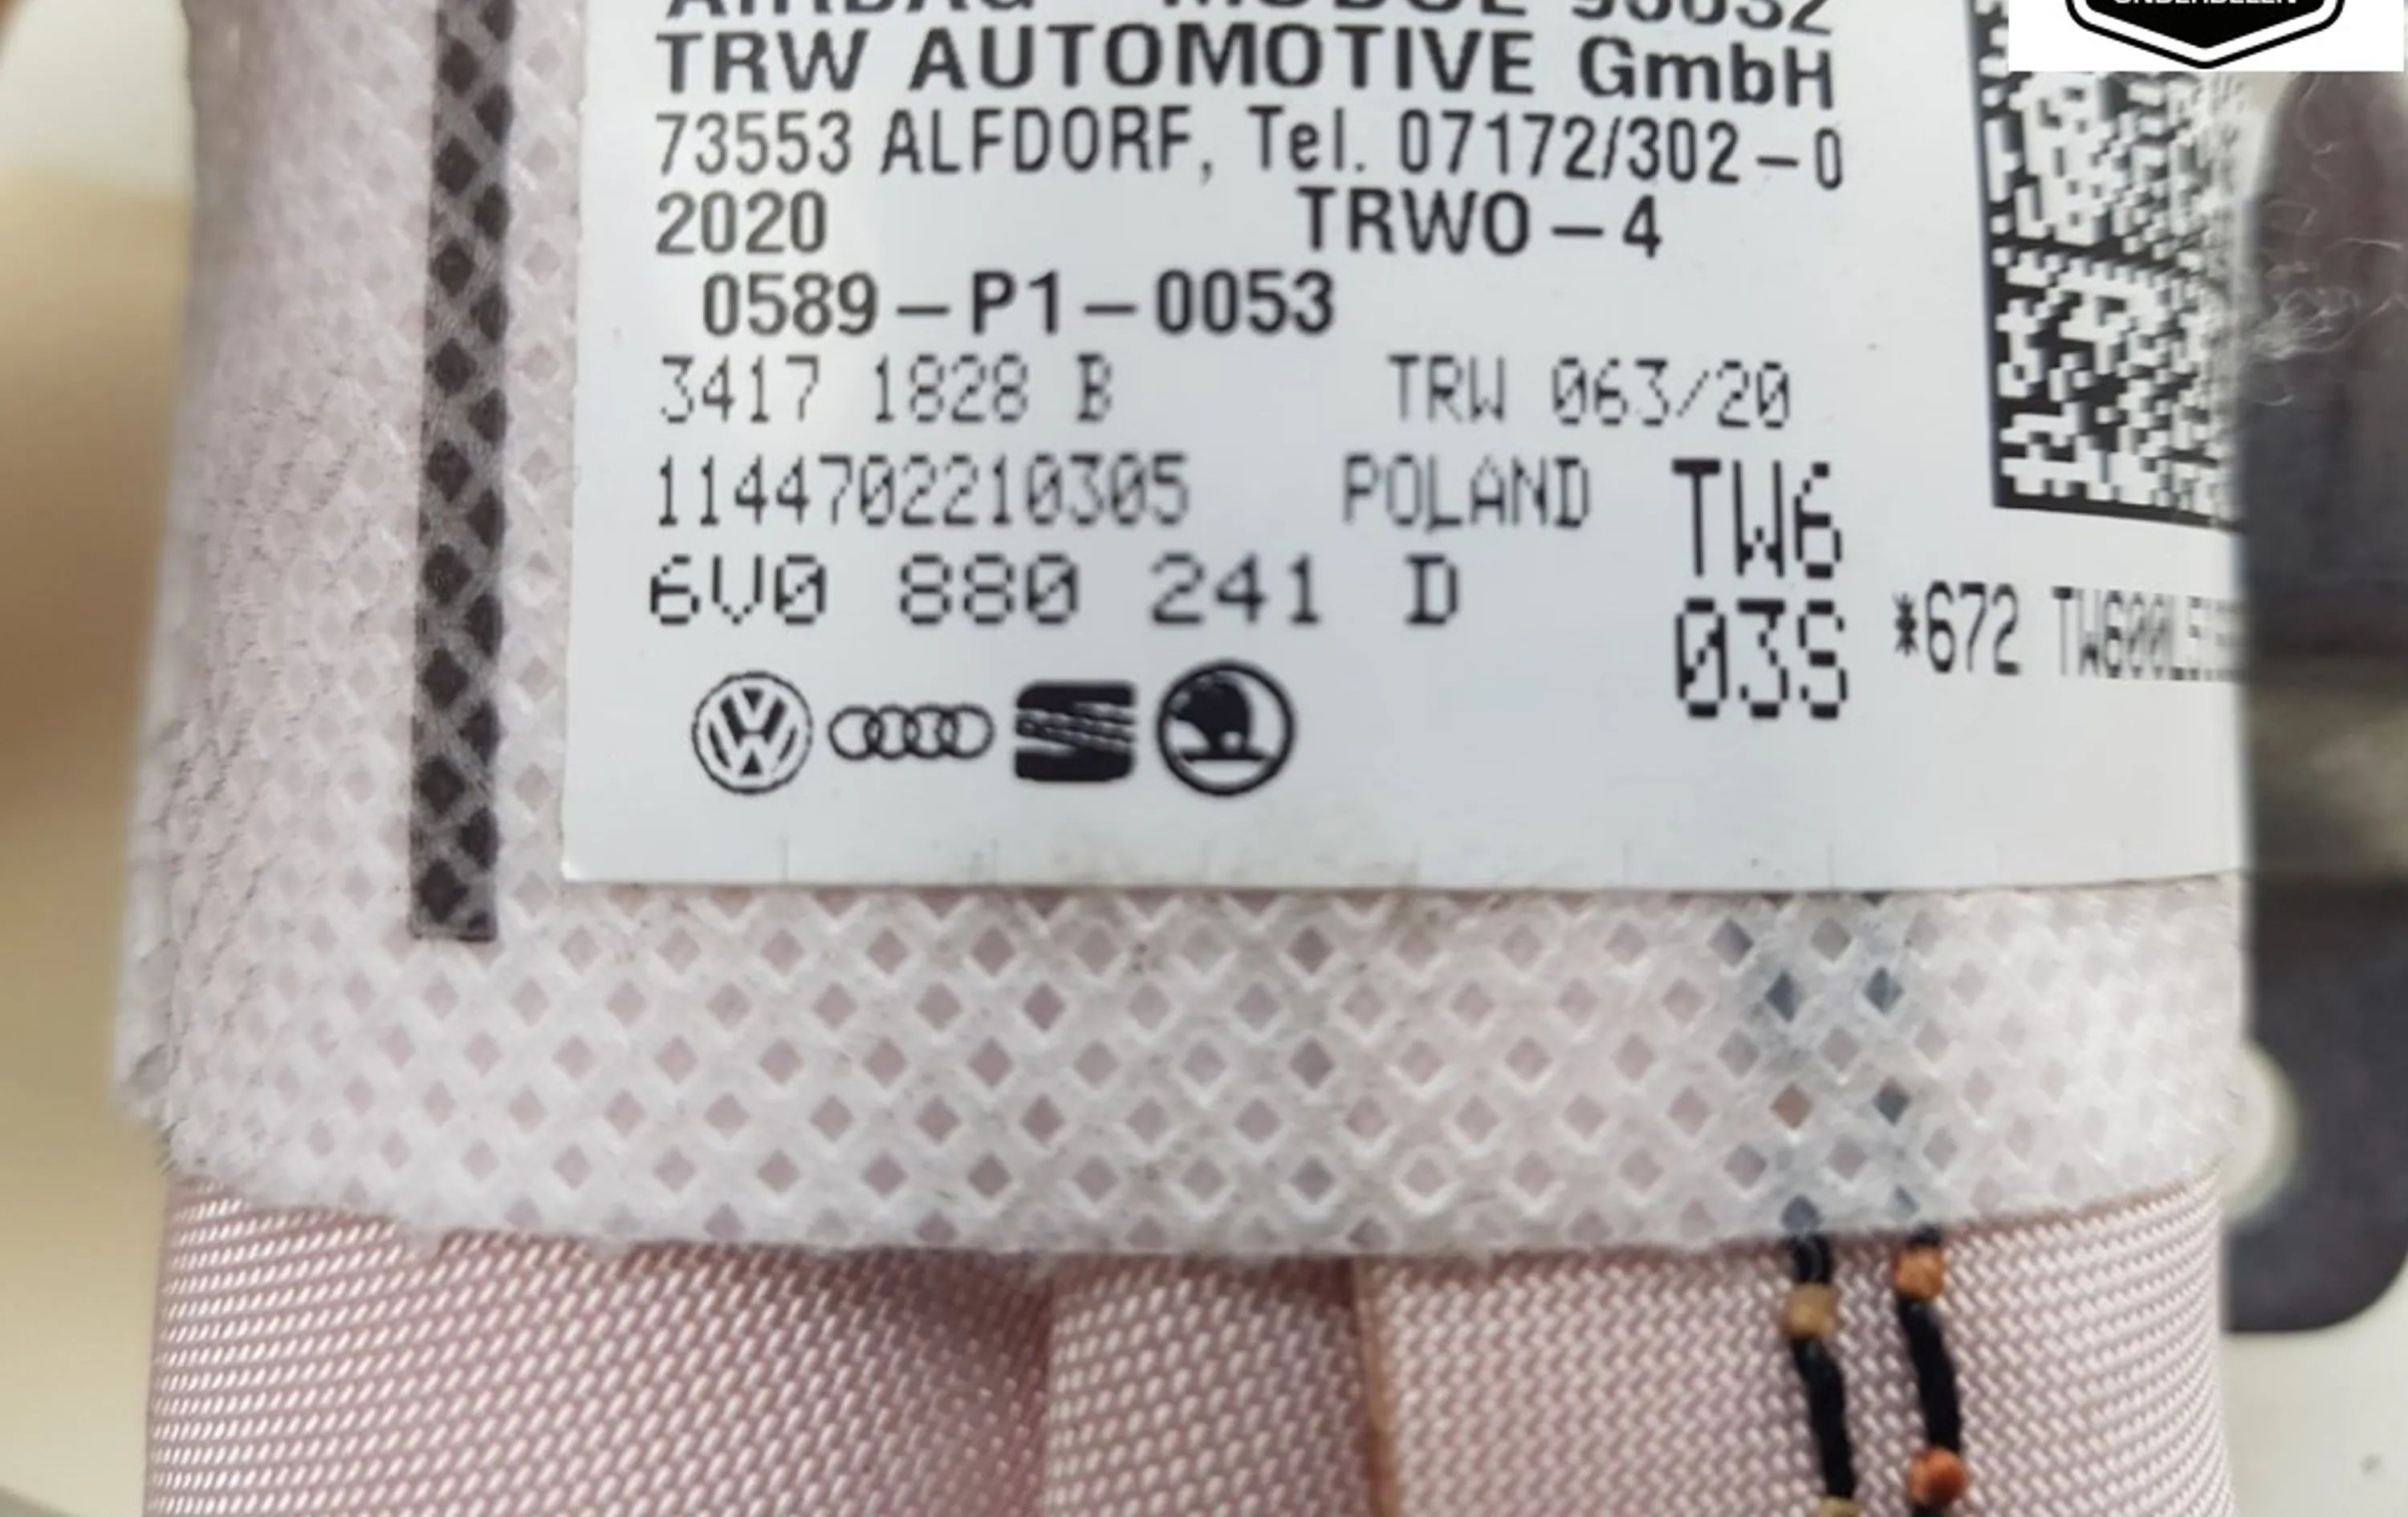 TRW AUTOMOTIVE GmbH
73553 ALFDORF, Tel. 07172/302-0
2020 TRWO-4
0589-P1-0053
3417 1828 B TRW 063/20
1144702210305 POLAND TW6
6V0 880 241 D 03S
*672